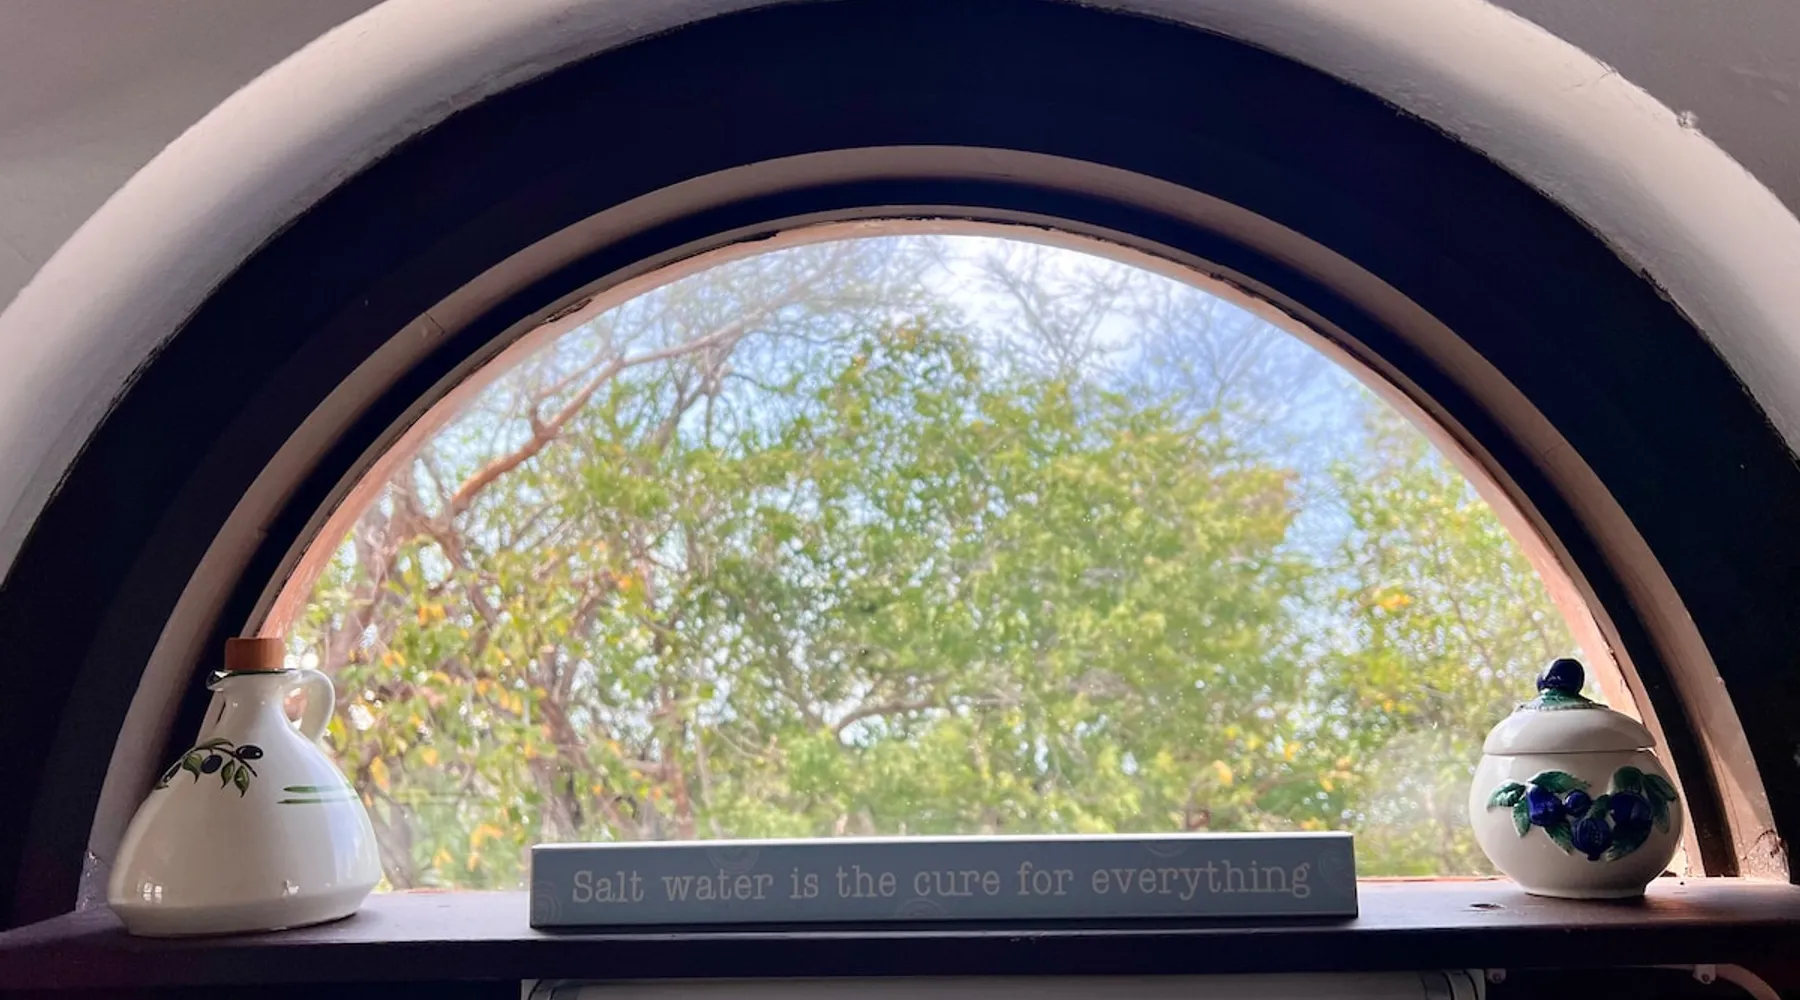 Salt water is the cure for everything